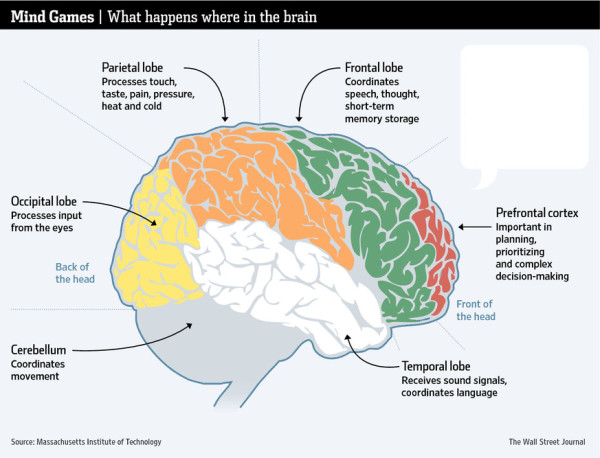 Mind Games | What happens where in the brain
Parietal lobe
Processes touch,
taste, pain, pressure,
heat and cold
Frontal lobe
Coordinates
speech, thought,
short-term
memory storage
Occipital lobe
Processes input
from the eyes
Prefrontal cortex
Important in
planning,
prioritizing
and complex
decision-making
Back of
the head
Front of
the head
Cerebellum
Coordinates
movement
Temporal lobe
Receives sound signals,
coordinates language
Source: Massachusetts Institute of Technology
The Wall Street Journal